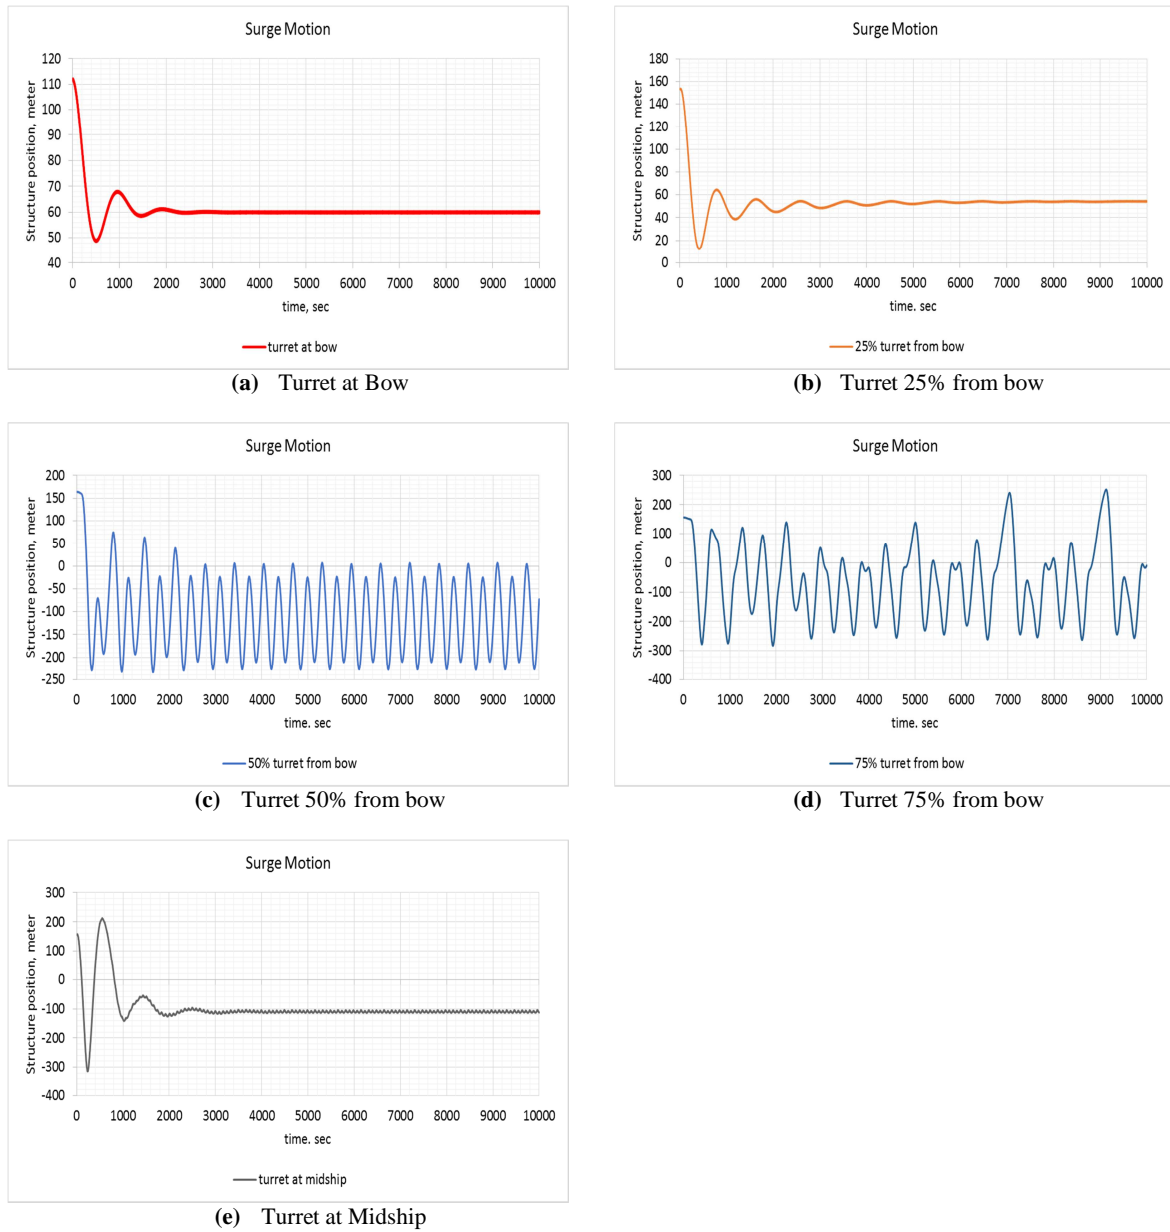 Surge Motion
Structure position, meter
120
110
100
90
80
70
60
50
40
0 1000 2000 3000 4000 5000 6000 7000 8000 9000 10000
time, sec
turret at bow
(a) Turret at Bow
Surge Motion
Structure position, meter
180
160
140
120
100
80
60
40
20
0
0 1000 2000 3000 4000 5000 6000 7000 8000 9000 10000
time. sec
25% turret from bow
(b) Turret 25% from bow
Surge Motion
Structure position, meter
200
150
100
50
0
-50
-100
-150
-200
-250
0 1000 2000 3000 4000 5000 6000 7000 8000 9000 10000
time. sec
50% turret from bow
(c) Turret 50% from bow
Surge Motion
Structure position, meter
300
200
100
0
-100
-200
-300
-400
0 1000 2000 3000 4000 5000 6000 7000 8000 9000 10000
time. sec
75% turret from bow
(d) Turret 75% from bow
Surge Motion
Structure position, meter
300
200
100
0
-100
-200
-300
-400
0 1000 2000 3000 4000 5000 6000 7000 8000 9000 10000
time. sec
turret at midship
(e) Turret at Midship